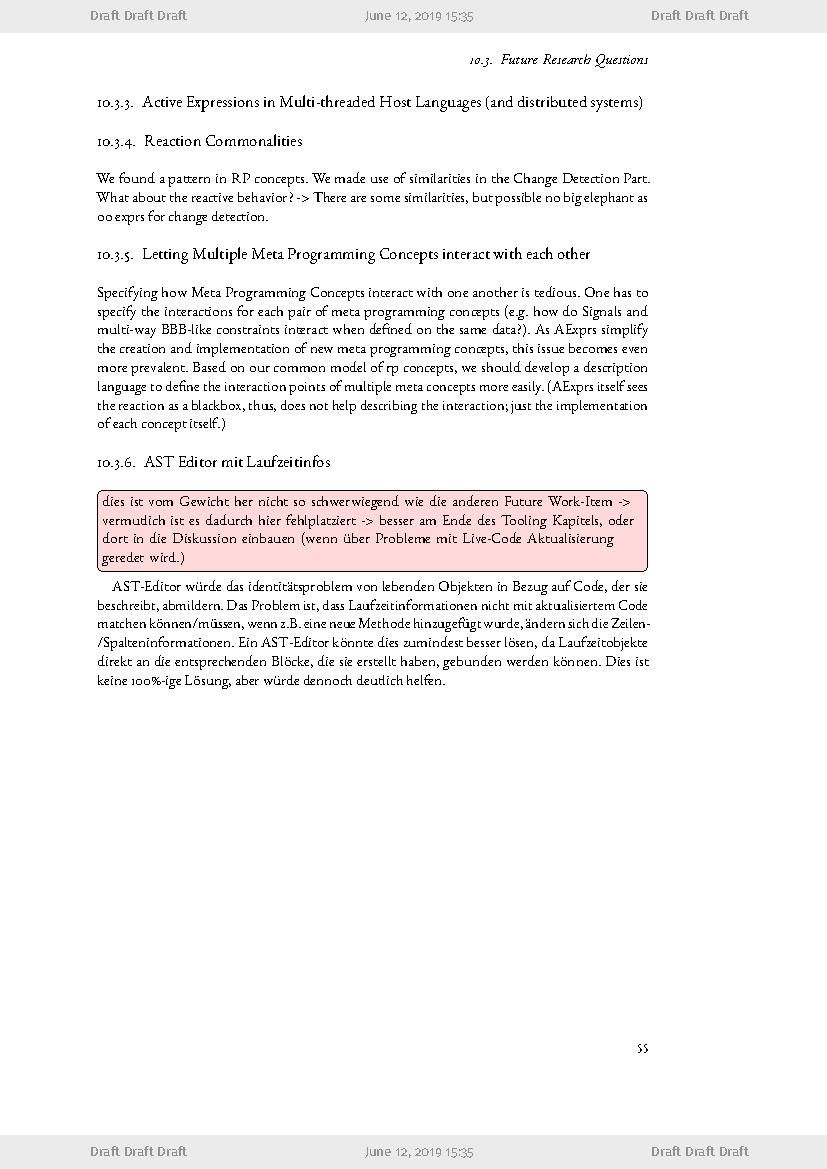 Draft Draft Draft June 12, 2019 15:35 Draft Draft Draft
10.3. Future Research Questions
10.3.3. Active Expressions in Multi-threaded Host Languages (and distributed systems)
10.3.4. Reaction Commonalities
We found a pattern in RP concepts. We made use of similarities in the Change Detection Part.
What about the reactive behavior? -> There are some similarities, but possible no big elephant as
oo exprs for change detection.
10.3.5. Letting Multiple Meta Programming Concepts interact with each other
Specifying how Meta Programming Concepts interact with one another is tedious. One has to
specify the interactions for each pair of meta programming concepts (e.g. how do Signals and
multi-way BBB-like constraints interact when defined on the same data?). As AExprs simplify
the creation and implementation of new meta programming concepts, this issue becomes even
more prevalent. Based on our common model of rp concepts, we should develop a description
language to define the interaction points of multiple meta concepts more easily. (AExprs itself sees
the reaction as a blackbox, thus, does not help describing the interaction; just the implementation
of each concept itself.)
10.3.6. AST Editor mit Laufzeitinfos
dies ist vom Gewicht her nicht so schwerwiegend wie die anderen Future Work-Item ->
vermutlich ist es dadurch hier fehlplatziert -> besser am Ende des Tooling Kapitels, oder
dort in die Diskussion einbauen (wenn über Probleme mit Live-Code Aktualisierung
geredet wird.)
AST-Editor würde das identitätsproblem von lebenden Objekten in Bezug auf Code, der sie
beschreibt, abmildern. Das Problem ist, dass Laufzeitinformationen nicht mit aktualisiertem Code
matchen können/müssen, wenn z.B. eine neue Methode hinzugefügt wurde, ändern sich die Zeilen-
/Spalteninformationen. Ein AST-Editor könnte dies zumindest besser lösen, da Laufzeitobjekte
direkt an die entsprechenden Blöcke, die sie erstellt haben, gebunden werden können. Dies ist
keine 100%-ige Lösung, aber würde dennoch deutlich helfen.
55
Draft Draft Draft June 12, 2019 15:35 Draft Draft Draft